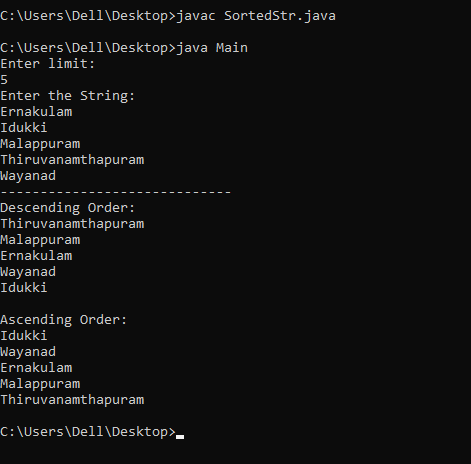 C:\Users\Dell\Desktop>javac SortedStr.java
C:\Users\Dell\Desktop>java Main
Enter limit:
5
Enter the String:
Ernakulam
Idukki
Malappuram
Thiruvanamthapuram
Wayanad
-----------------------------
Descending Order:
Thiruvanamthapuram
Malappuram
Ernakulam
Wayanad
Idukki
Ascending Order:
Idukki
Wayanad
Ernakulam
Malappuram
Thiruvanamthapuram
C:\Users\Dell\Desktop>